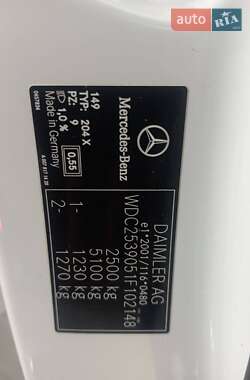 AUTO.RIA.com
Mercedes-Benz
DAIMLER AG
e1*2001/116*0480
WDC2539051F102148
2500 kg
5100 kg
1- 1230 kg
2- 1270 kg
149
TYP: 204 X
PZ: 9
1,0 %
0,55
Made in Germany